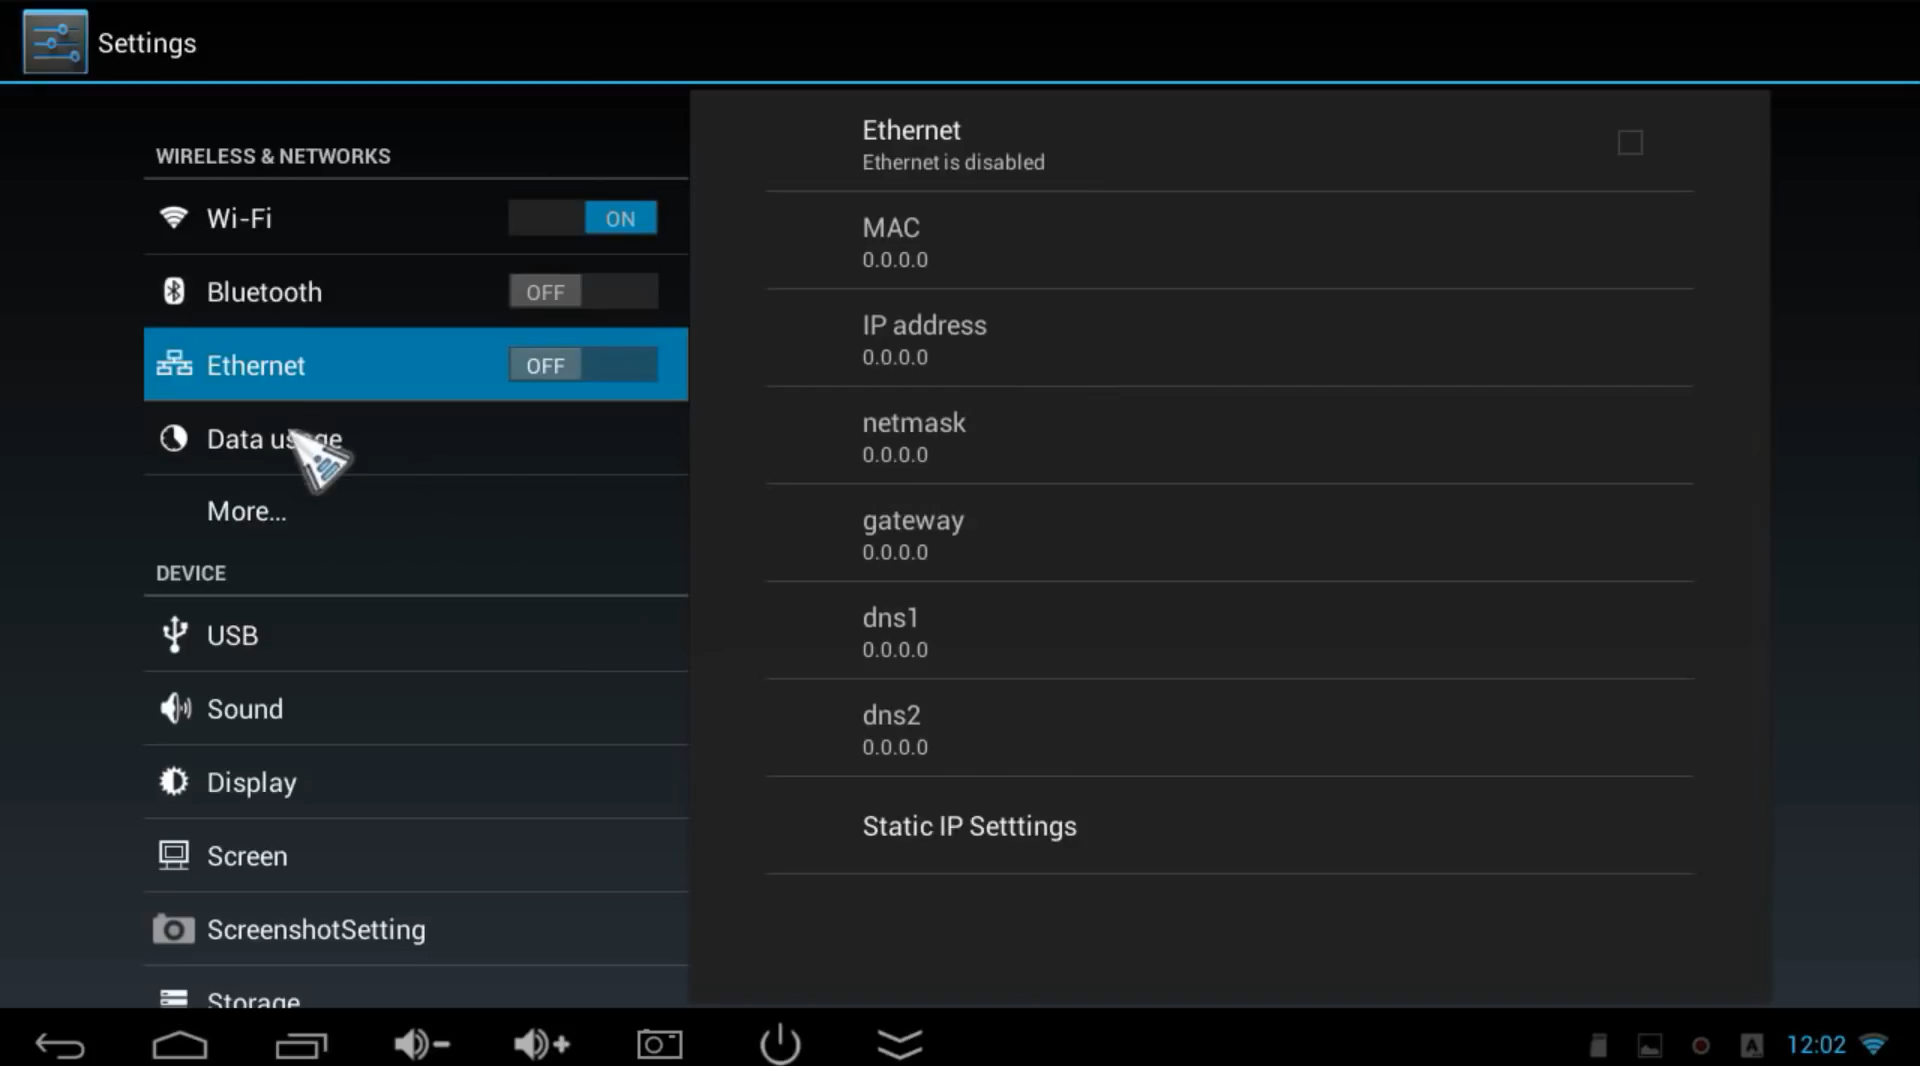 Settings
WIRELESS & NETWORKS
Wi-Fi
ON
Bluetooth
OFF
Ethernet
OFF
Data usage
More...
DEVICE
USB
Sound
Display
Screen
ScreenshotSetting
Storage
Ethernet
Ethernet is disabled
MAC
0.0.0.0
IP address
0.0.0.0
netmask
0.0.0.0
gateway
0.0.0.0
dns1
0.0.0.0
dns2
0.0.0.0
Static IP Setttings
A
12:02